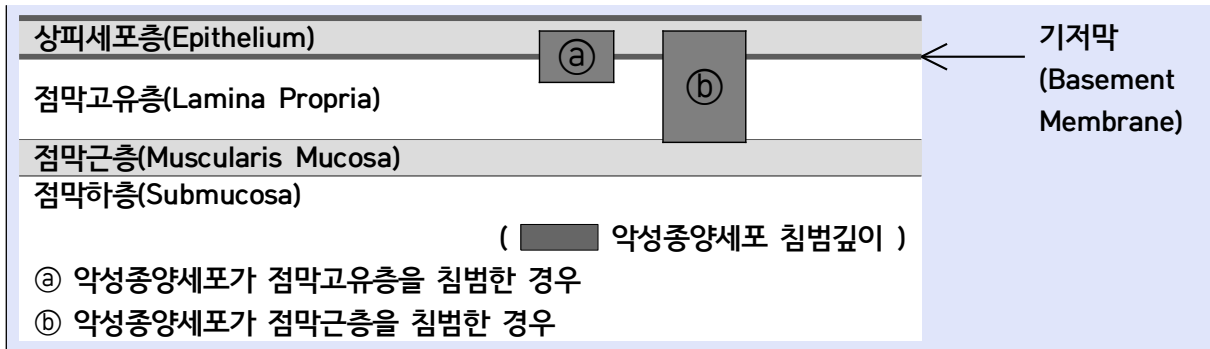 상피세포층(Epithelium)
ⓐ
기저막
(Basement
Membrane)
점막고유층(Lamina Propria)
ⓑ
점막근층(Muscularis Mucosa)
점막하층(Submucosa)
( 악성종양세포 침범깊이 )
ⓐ 악성종양세포가 점막고유층을 침범한 경우
ⓑ 악성종양세포가 점막근층을 침범한 경우